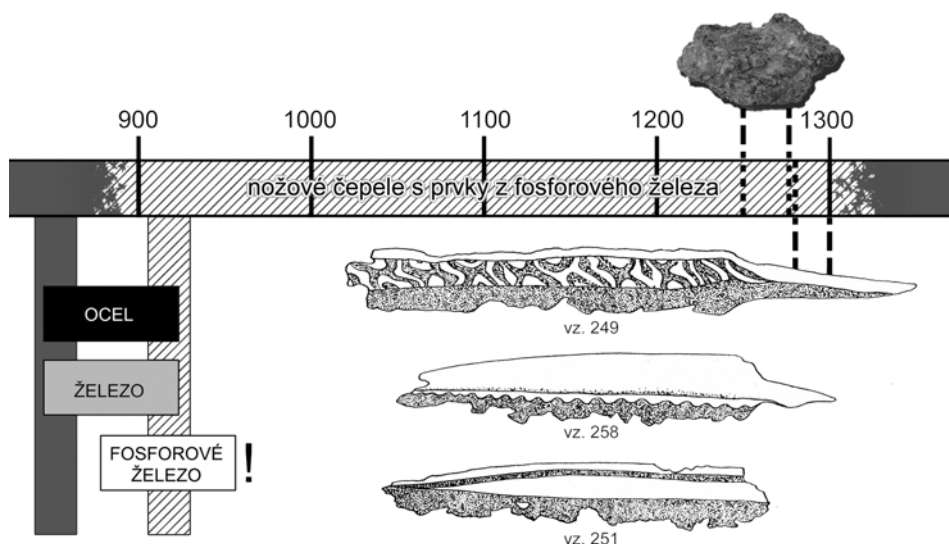 900 1000 1100 1200 1300
nožové čepele s prvky z fosforového železa
OCEL
ŽELEZO
FOSFOROVÉ
ŽELEZO !
vz. 249
vz. 258
vz. 251